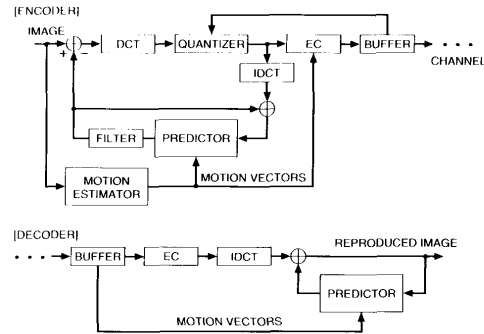 [ENCODER]
IMAGE
+
−
DCT
QUANTIZER
EC
BUFFER
• • •
CHANNEL
IDCT
FILTER
PREDICTOR
MOTION
ESTIMATOR
MOTION VECTORS
[DECODER]
• • •
BUFFER
EC
IDCT
REPRODUCED IMAGE
PREDICTOR
MOTION VECTORS